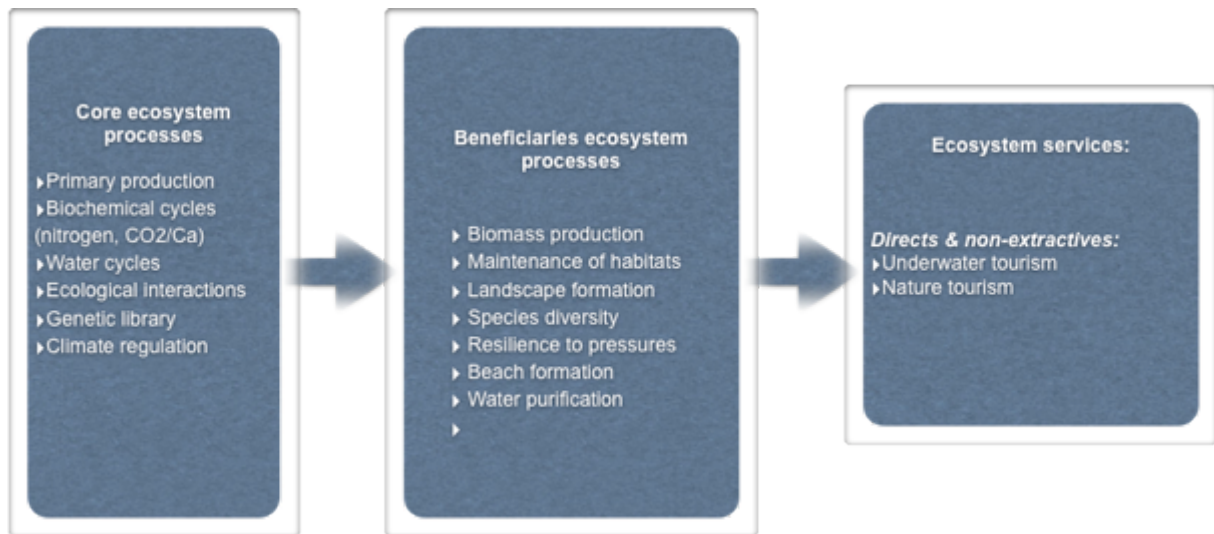 Core ecosystem
processes
▸Primary production
▸Biochemical cycles
(nitrogen, CO2/Ca)
▸Water cycles
▸Ecological interactions
▸Genetic library
▸Climate regulation
Beneficiaries ecosystem
processes
▸ Biomass production
▸ Maintenance of habitats
▸ Landscape formation
▸ Species diversity
▸ Resilience to pressures
▸ Beach formation
▸ Water purification
▸
Ecosystem services:
Directs & non-extractives:
▸Underwater tourism
▸Nature tourism